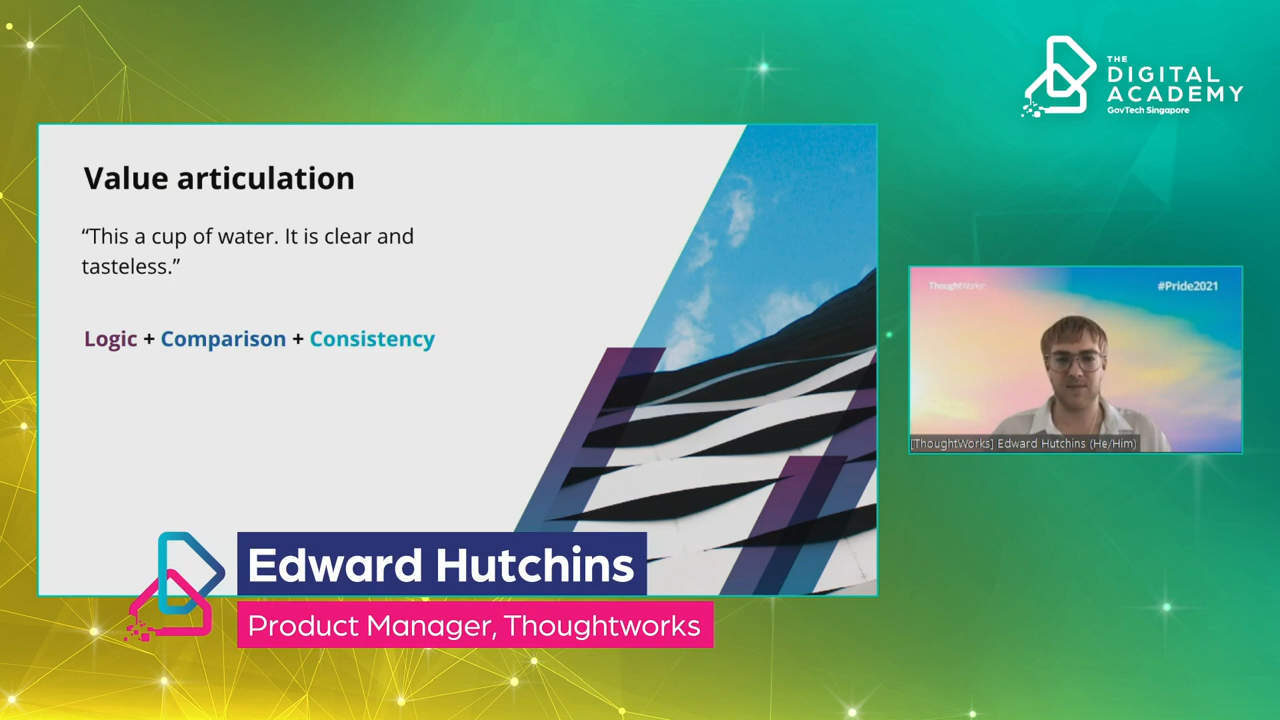 THE
DIGITAL
ACADEMY
GovTech Singapore
Value articulation
“This a cup of water. It is clear and
tasteless.”
Logic + Comparison + Consistency
ThoughtWorks
#Pride2021
[ThoughtWorks] Edward Hutchins (He/Him)
Edward Hutchins
Product Manager, Thoughtworks